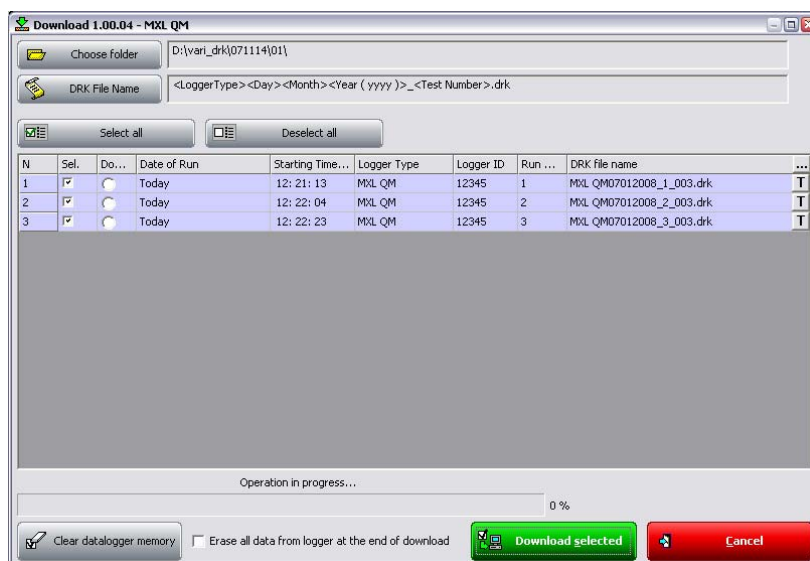 Download 1.00.04 - MXL QM
Choose folder D:\vari_drk\071114\01\
DRK File Name <LoggerType><Day><Month><Year ( yyyy )>_<Test Number>.drk
Select all Deselect all
N Sel. Do... Date of Run Starting Time... Logger Type Logger ID Run ... DRK file name ...
1 Today 12: 21: 13 MXL QM 12345 1 MXL QM07012008_1_003.drk T
2 Today 12: 22: 04 MXL QM 12345 2 MXL QM07012008_2_003.drk T
3 Today 12: 22: 23 MXL QM 12345 3 MXL QM07012008_3_003.drk T
Operation in progress...
0 %
Clear datalogger memory Erase all data from logger at the end of download Download selected Cancel